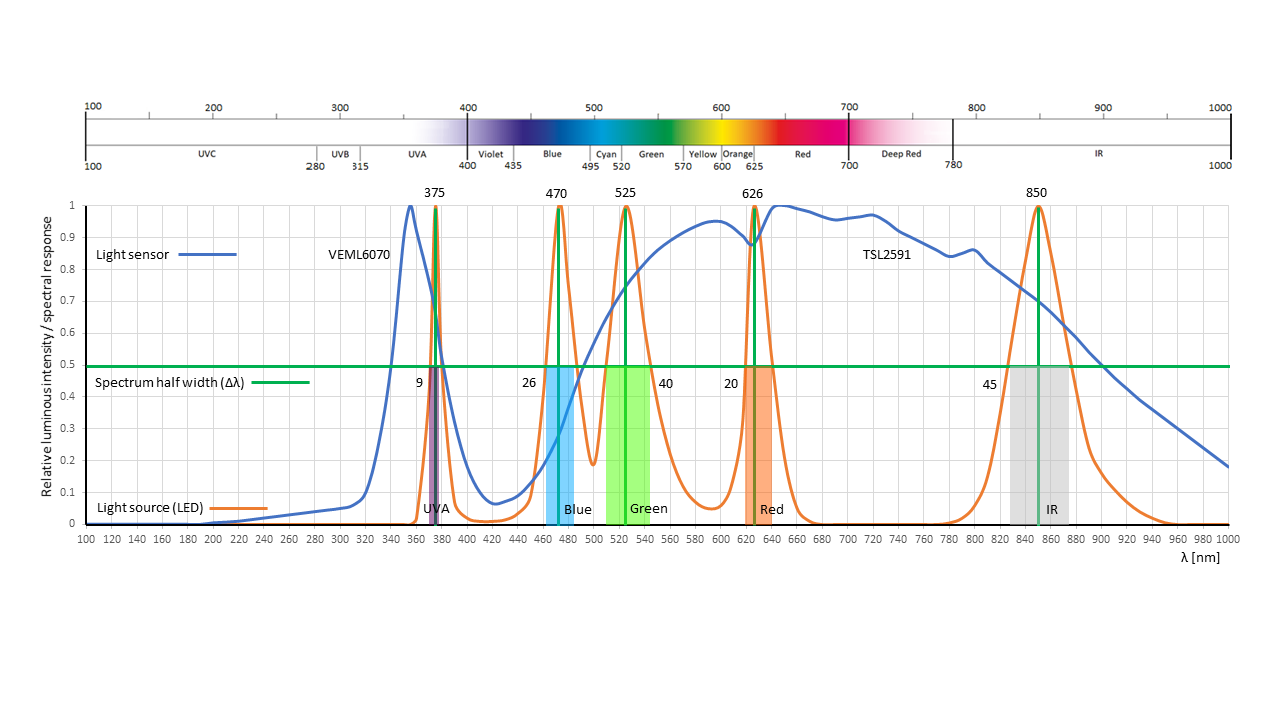 100 200 300 400 500 600 700 800 900 1000
UVC UVB UVA Violet Blue Cyan Green Yellow Orange Red Deep Red IR
100 280 315 400 435 495 520 570 600 625 700 780 1000
375 470 525 626 850
Relative luminous intensity / spectral response
1
0.9
Light sensor VEML6070 TSL2591
0.8
0.7
0.6
0.5
Spectrum half width (Δλ) 9 26 40 20 45
0.4
0.3
0.2
0.1
Light source (LED) UVA Blue Green Red IR
0
100 120 140 160 180 200 220 240 260 280 300 320 340 360 380 400 420 440 460 480 500 520 540 560 580 600 620 640 660 680 700 720 740 760 780 800 820 840 860 880 900 920 940 960 980 1000
λ [nm]